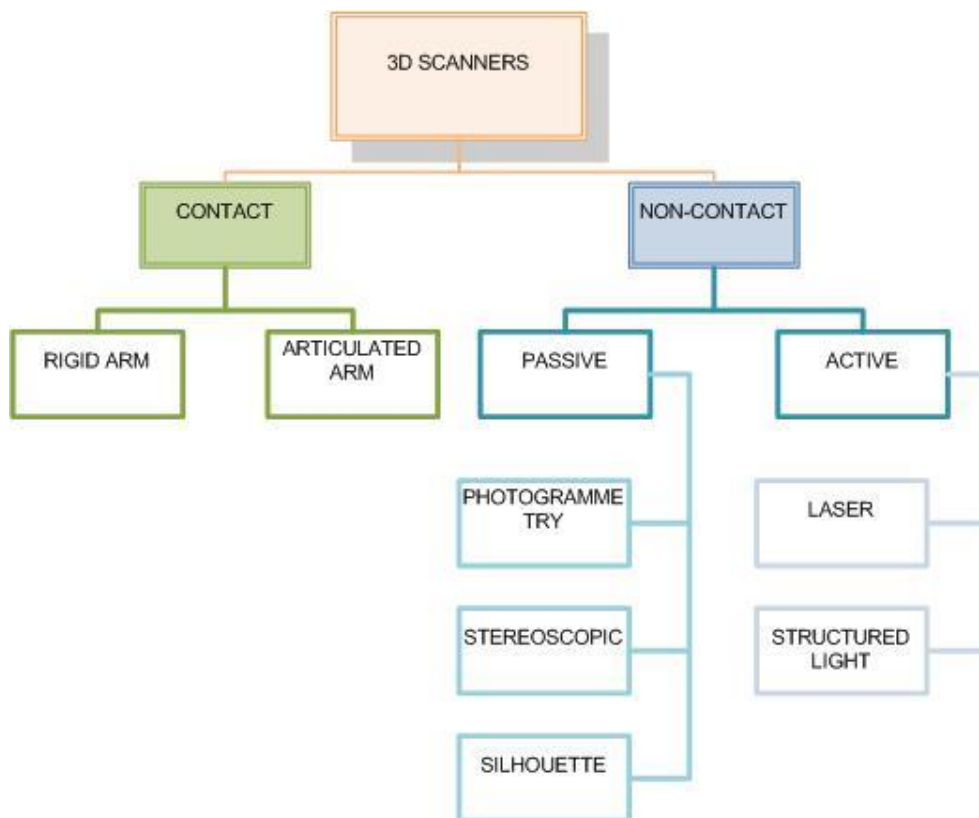 3D SCANNERS
CONTACT
NON-CONTACT
RIGID ARM
ARTICULATED
ARM
PASSIVE
ACTIVE
PHOTOGRAMME
TRY
LASER
STEREOSCOPIC
STRUCTURED
LIGHT
SILHOUETTE